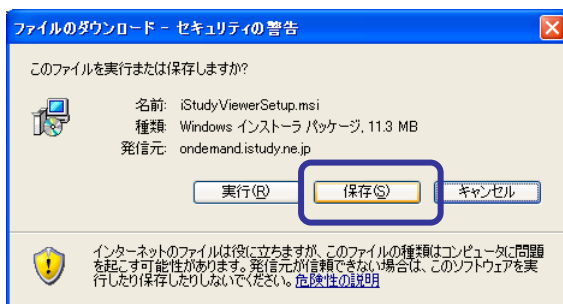 ファイルのダウンロード - セキュリティの警告
このファイルを実行または保存しますか?
名前: iStudyViewerSetup.msi
種類: Windows インストーラ パッケージ, 11.3 MB
発信元: ondemand.istudy.ne.jp
実行(R) 保存(S) キャンセル
インターネットのファイルは役に立ちますが、このファイルの種類はコンピュータに問題
を起こす可能性があります。発信元が信頼できない場合は、このソフトウェアを実
行したり保存したりしないでください。危険性の説明